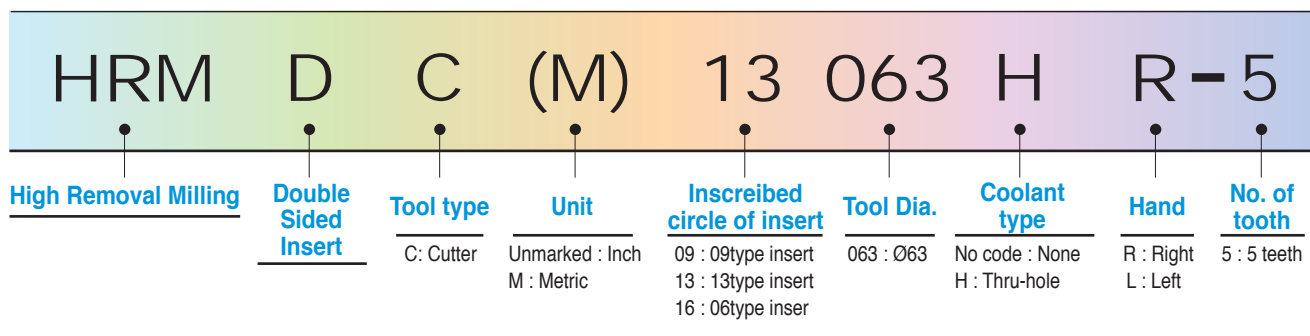 HRM D C (M) 13 063 H R-5
High Removal Milling
Double
Sided
Insert
Tool type
C: Cutter
Unit
Unmarked : Inch
M : Metric
Inscreibed
circle of insert
09 : 09type insert
13 : 13type insert
16 : 06type inser
Tool Dia.
063 : Ø63
Coolant
type
No code : None
H : Thru-hole
Hand
R : Right
L : Left
No. of
tooth
5 : 5 teeth